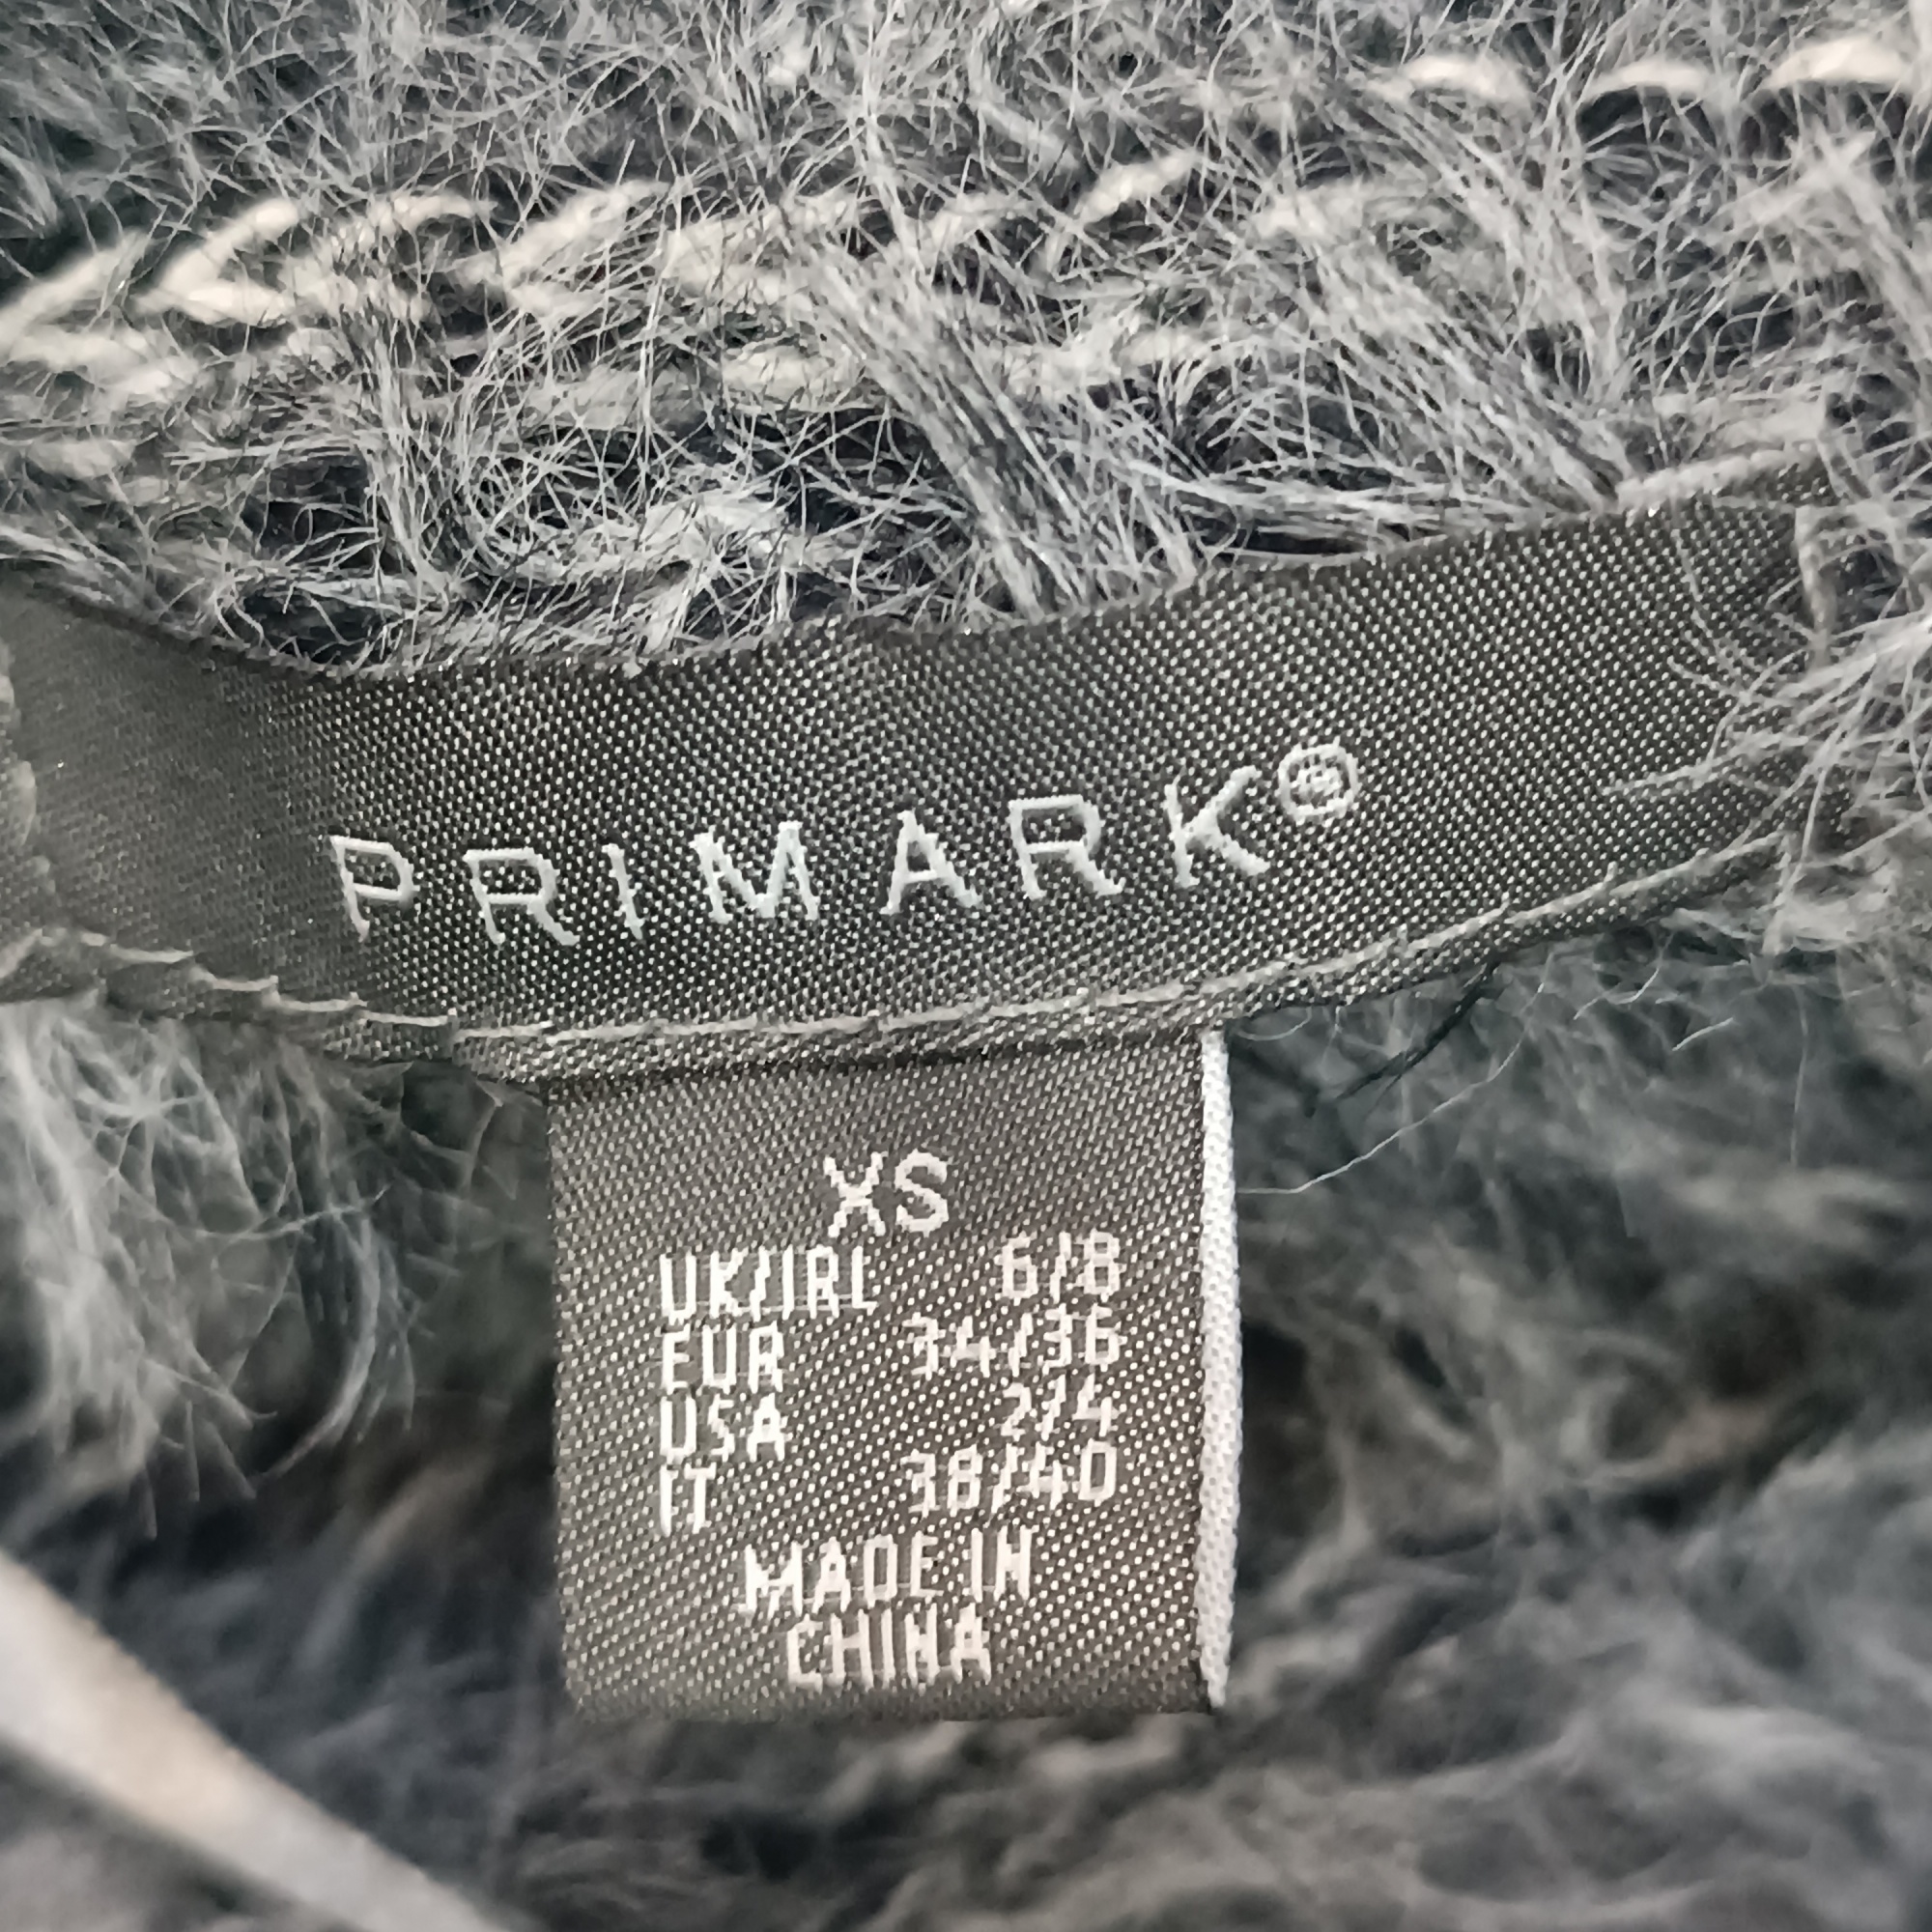 PRIMARK®
XS
UK/IRL 6/8
EUR 34/36
USA 2/4
IT 38/40
MADE IN
CHINA